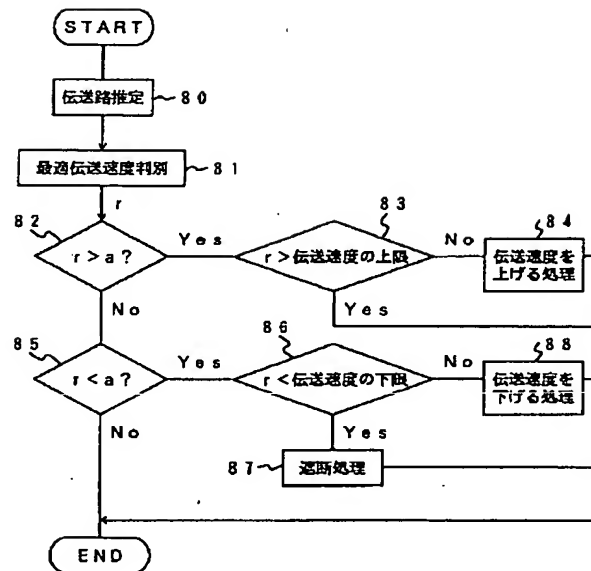 START
伝送路推定
80
最適伝送速度判別
81
r
82
r>a?
Yes
83
r>伝送速度の上限
No
84
伝送速度を
上げる処理
No
Yes
85
r<a?
Yes
86
r<伝送速度の下限
No
88
伝送速度を
下げる処理
No
Yes
87
遮断処理
END